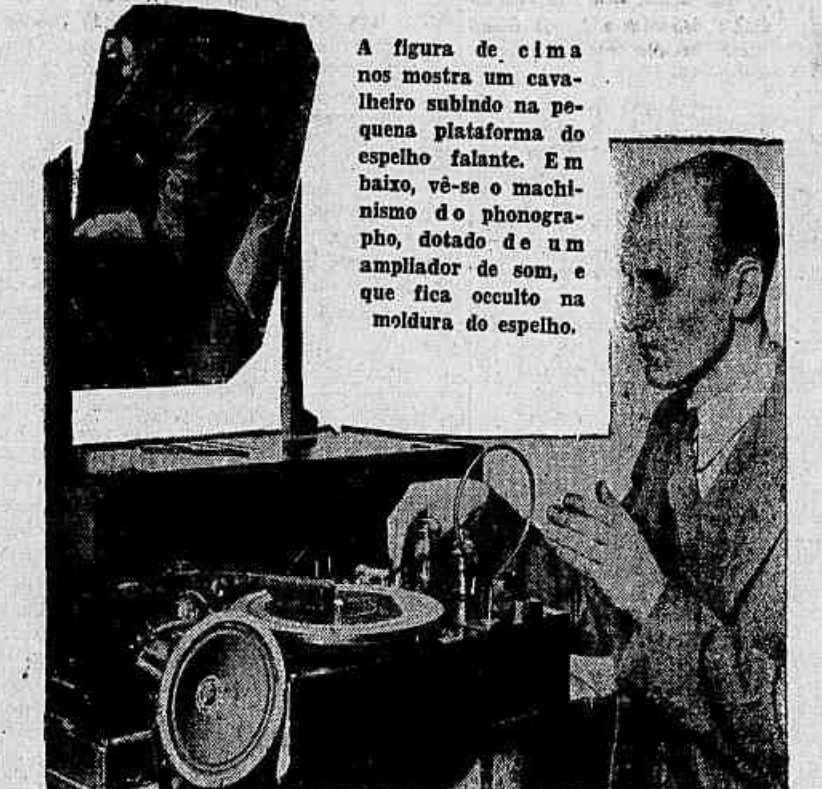 A figura de cima
nos mostra um cava-
lheiro subindo na pe-
quena plataforma do
espelho falante. Em
baixo, vê-se o machi-
nismo do phonogra-
pho, dotado de um
ampliador de som, e
que fica occulto na
moldura do espelho.